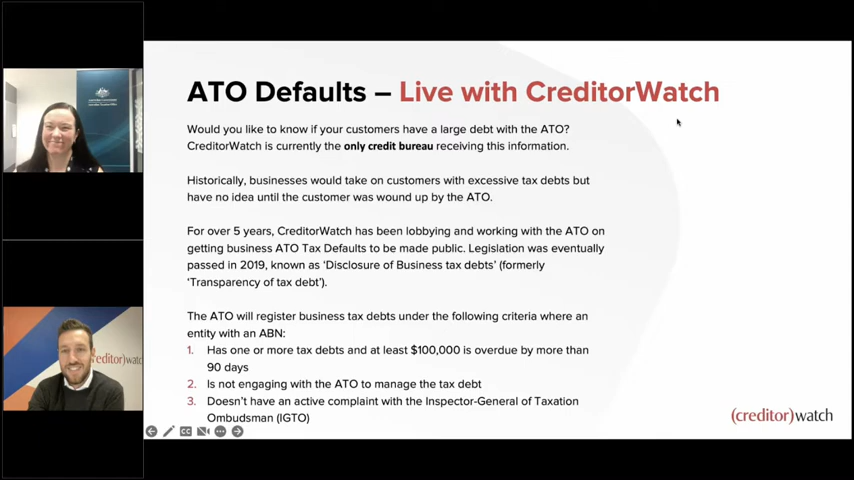 ATO Defaults – Live with CreditorWatch
Would you like to know if your customers have a large debt with the ATO?
CreditorWatch is currently the only credit bureau receiving this information.
Historically, businesses would take on customers with excessive tax debts but
have no idea until the customer was wound up by the ATO.
For over 5 years, CreditorWatch has been lobbying and working with the ATO on
getting business ATO Tax Defaults to be made public. Legislation was eventually
passed in 2019, known as ‘Disclosure of Business tax debts’ (formerly
‘Transparency of tax debt’).
The ATO will register business tax debts under the following criteria where an
entity with an ABN:
1. Has one or more tax debts and at least $100,000 is overdue by more than
90 days
2. Is not engaging with the ATO to manage the tax debt
3. Doesn’t have an active complaint with the Inspector-General of Taxation
Ombudsman (IGTO)
CC
(creditor)watch
reditor)watch